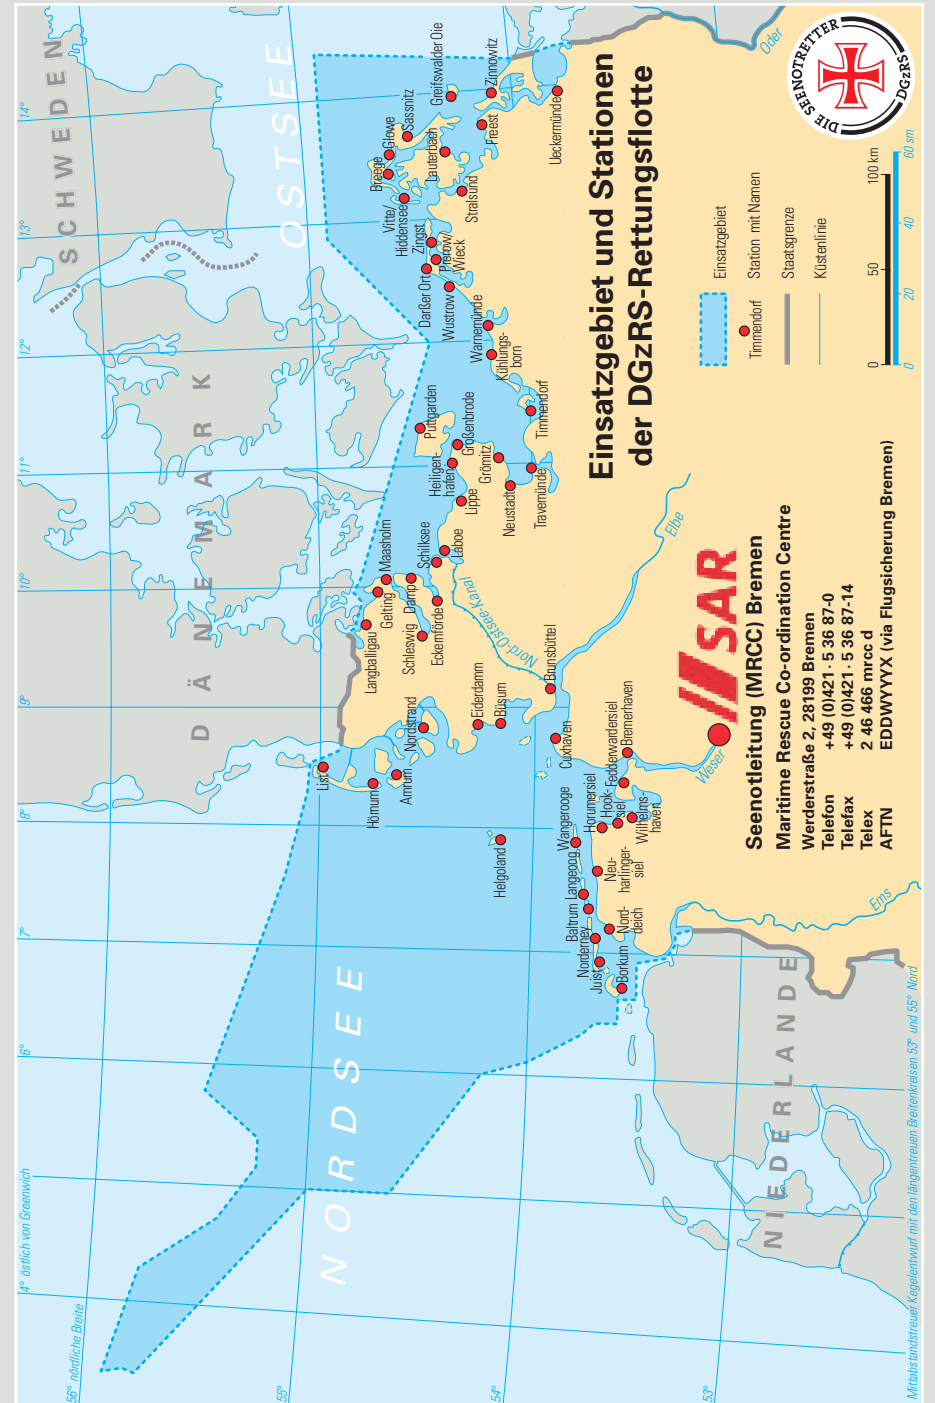 4° östlich von Greenwich
6°
7°
8°
9°
10°
11°
12°
13°
14°
56° nördliche Breite
55°
54°
53°
SCHWEDEN
DÄNEMARK
NIEDERLANDE
OSTSEE
NORDSEE
List
Hörnum
Amrum
Nordstrand
Eiderdamm
Büsum
Helgoland
Brunsbüttel
Cuxhaven
Bremerhaven
Fedderwardersiel
Wilhelms-
haven
Hook-
siel
Horumersiel
Wangerooge
Neu-
harlinger-
siel
Langeoog
Baltrum
Norderney
Nord-
deich
Juist
Borkum
Langballigau
Gelting
Maasholm
Schleswig
Damp
Eckernförde
Schilksee
Laboe
Lippe
Heiligen-
hafen
Großenbrode
Puttgarden
Grömitz
Neustadt
Travemünde
Timmendorf
Kühlungs-
born
Warnemünde
Wustrow
Darßer Ort
Prerow/
Wieck
Zingst
Vitte/
Hiddensee
Stralsund
Breege
Glowe
Sassnitz
Lauterbach
Greifswalder Oie
Freest
Zinnowitz
Ueckermünde
Nord-Ostsee-Kanal
Elbe
Weser
Ems
Oder
Einsatzgebiet und Stationen
der DGzRS-Rettungsflotte
Einsatzgebiet
Timmendorf
Station mit Namen
Staatsgrenze
Küstenlinie
0 50 100 km
0 20 40 60 sm
DIE SEENOTRETTER
DGzRS
SAR
Seenotleitung (MRCC) Bremen
Maritime Rescue Co-ordination Centre
Werderstraße 2, 28199 Bremen
Telefon +49 (0)421 · 5 36 87-0
Telefax +49 (0)421 · 5 36 87-14
Telex 2 46 466 mrcc d
AFTN EDDWYYYX (via Flugsicherung Bremen)
Mittabstandstreuer Kegelentwurf mit den längentreuen Breitenkreisen 53° und 55° Nord